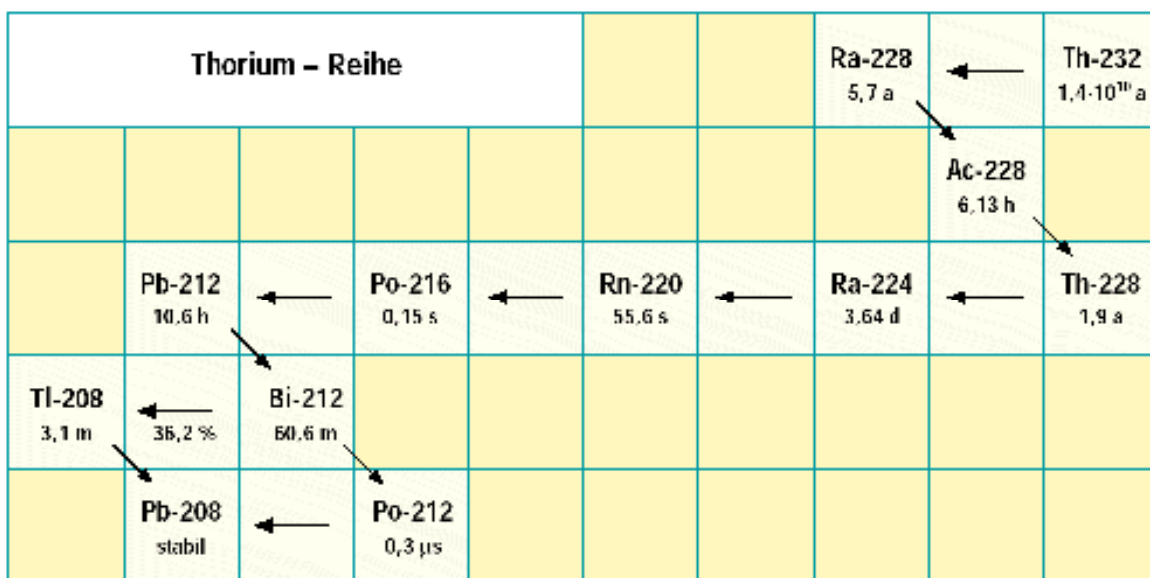 Thorium – Reihe
Ra-228
5,7 a
Th-232
1,4·10¹⁰ a
Ac-228
6,13 h
Pb-212
10,6 h
Po-216
0,15 s
Rn-220
55,6 s
Ra-224
3,64 d
Th-228
1,9 a
Tl-208
3,1 m
36,2 %
Bi-212
60,6 m
Pb-208
stabil
Po-212
0,3 µs